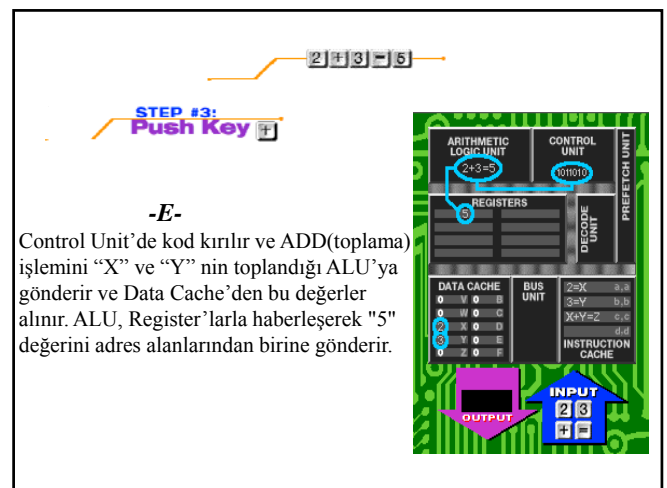 2 + 3 = 5
STEP #3:
Push Key +
-E-
Control Unit’de kod kırılır ve ADD(toplama)
işlemini “X” ve “Y” nin toplandığı ALU’ya
gönderir ve Data Cache’den bu değerler
alınır. ALU, Register’larla haberleşerek "5"
değerini adres alanlarından birine gönderir.
ARITHMETIC
LOGIC UNIT
2+3=5
CONTROL
UNIT
1011010
PREFETCH UNIT
REGISTERS
5
DECODE
UNIT
DATA CACHE
0 V 0 B
0 W 0 C
2 X 0 D
3 Y 0 E
0 Z 0 F
BUS
UNIT
2=X a,a
3=Y b,b
X+Y=Z c,c
d,d
INSTRUCTION
CACHE
OUTPUT
INPUT
2 3
+ =